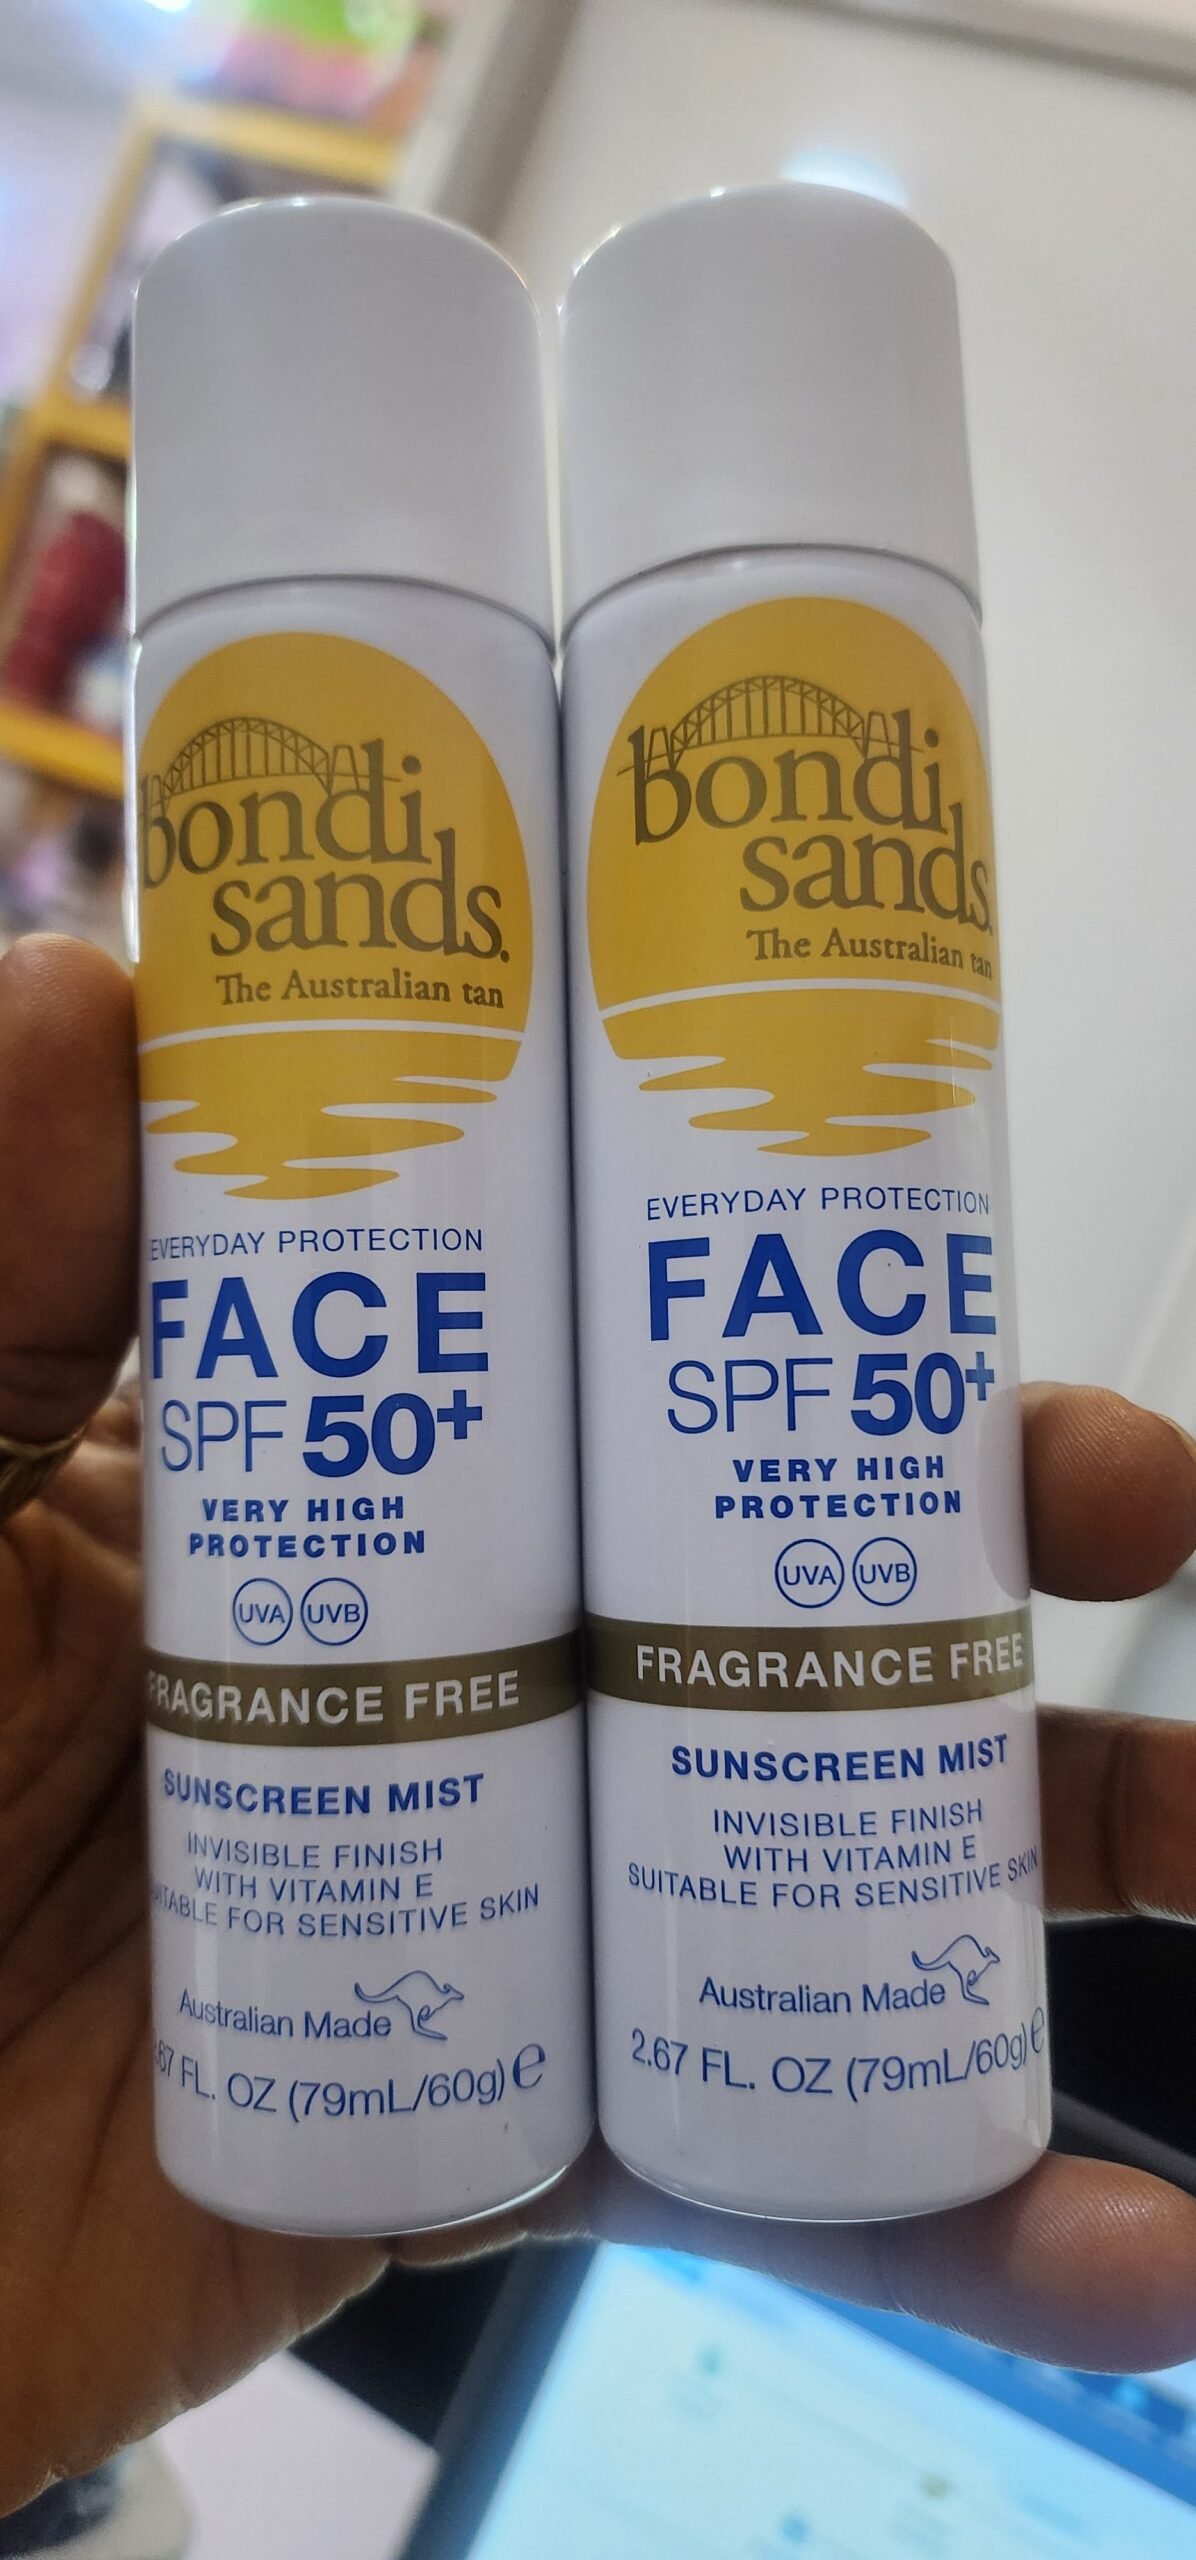 bondi
sands.
The Australian tan
EVERYDAY PROTECTION
FACE
SPF 50+
VERY HIGH
PROTECTION
UVA UVB
FRAGRANCE FREE
SUNSCREEN MIST
INVISIBLE FINISH
WITH VITAMIN E
SUITABLE FOR SENSITIVE SKIN
Australian Made
2.67 FL. OZ (79mL/60g) e
bondi
sands.
The Australian tan
EVERYDAY PROTECTION
FACE
SPF 50+
VERY HIGH
PROTECTION
UVA UVB
FRAGRANCE FREE
SUNSCREEN MIST
INVISIBLE FINISH
WITH VITAMIN E
SUITABLE FOR SENSITIVE SKIN
Australian Made
2.67 FL. OZ (79mL/60g) e